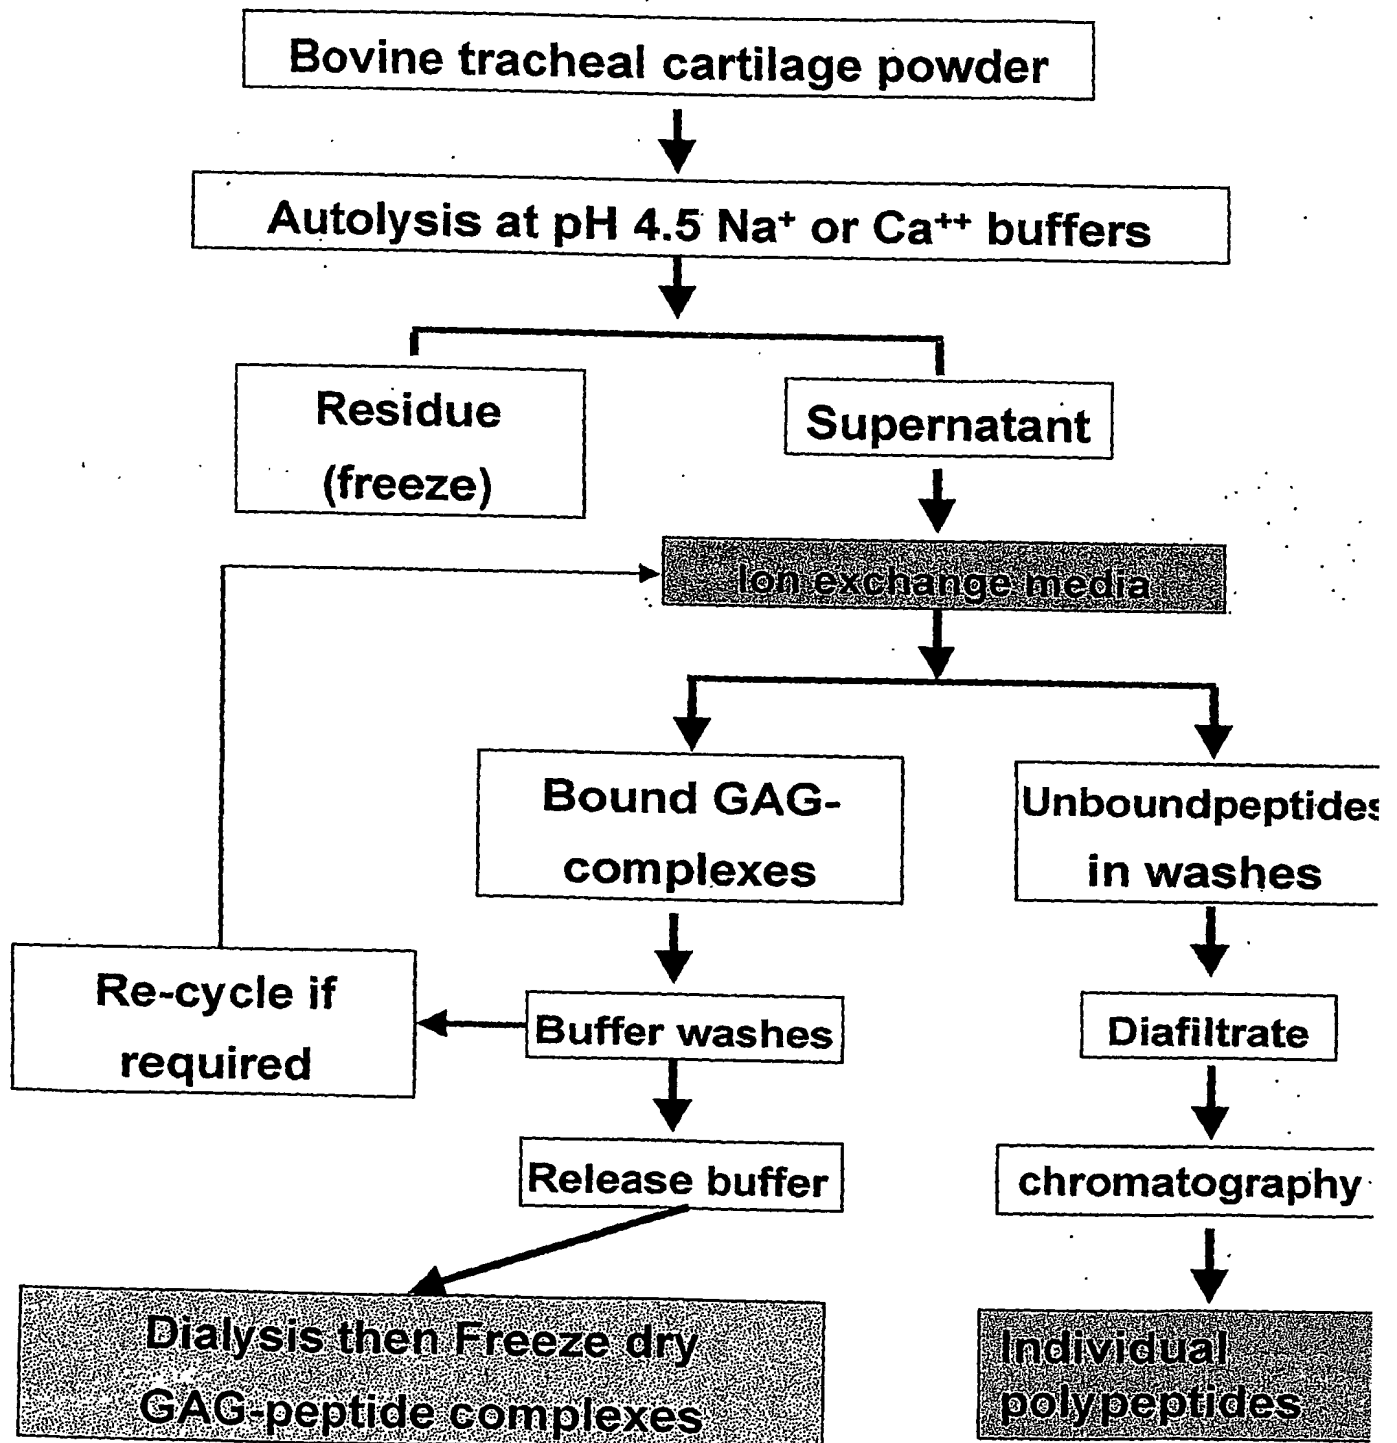 Bovine tracheal cartilage powder
Autolysis at pH 4.5 Na⁺ or Ca⁺⁺ buffers
Residue
(freeze)
Supernatant
Ion exchange media
Bound GAG-
complexes
Unboundpeptides
in washes
Re-cycle if
required
Buffer washes
Diafiltrate
Release buffer
chromatography
Dialysis then Freeze dry
GAG-peptide complexes
Individual
polypeptides